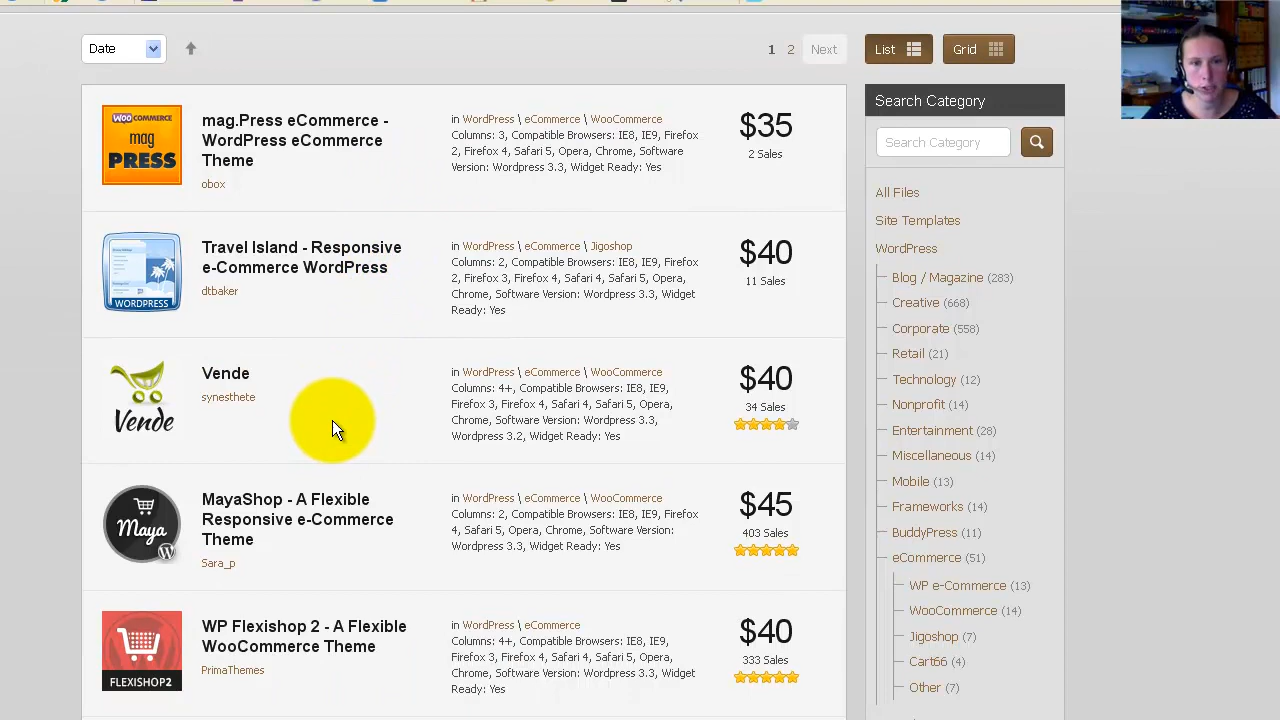 Date
1 2 Next
List
Grid
WOO COMMERCE
mag
PRESS
mag.Press eCommerce -
WordPress eCommerce
Theme
obox
in WordPress \ eCommerce \ WooCommerce
Columns: 3, Compatible Browsers: IE8, IE9, Firefox
2, Firefox 4, Safari 5, Opera, Chrome, Software
Version: WordPress 3.3, Widget Ready: Yes
$35
2 Sales
WORDPRESS
Travel Island - Responsive
e-Commerce WordPress
dtbaker
in WordPress \ eCommerce \ Jigoshop
Columns: 2, Compatible Browsers: IE8, IE9, Firefox
2, Firefox 3, Firefox 4, Safari 4, Safari 5, Opera,
Chrome, Software Version: Wordpress 3.3, Widget
Ready: Yes
$40
11 Sales
Vende
Vende
synesthete
in WordPress \ eCommerce \ WooCommerce
Columns: 4+, Compatible Browsers: IE8, IE9,
Firefox 3, Firefox 4, Safari 4, Safari 5, Opera,
Chrome, Software Version: WordPress 3.3,
Wordpress 3.2, Widget Ready: Yes
$40
34 Sales
Maya
MayaShop - A Flexible
Responsive e-Commerce
Theme
Sara_p
in WordPress \ eCommerce \ WooCommerce
Columns: 2, Compatible Browsers: IE8, IE9, Firefox
4, Safari 5, Opera, Chrome, Software Version:
WordPress 3.3, Widget Ready: Yes
$45
403 Sales
FLEXISHOP2
WP Flexishop 2 - A Flexible
WooCommerce Theme
PrimaThemes
in WordPress \ eCommerce
Columns: 4+, Compatible Browsers: IE8, IE9,
Firefox 3, Firefox 4, Safari 4, Safari 5, Opera,
Chrome, Software Version: Wordpress 3.3, Widget
Ready: Yes
$40
333 Sales
Search Category
Search Category
All Files
Site Templates
WordPress
Blog / Magazine (283)
Creative (668)
Corporate (558)
Retail (21)
Technology (12)
Nonprofit (14)
Entertainment (28)
Miscellaneous (14)
Mobile (13)
Frameworks (14)
BuddyPress (11)
eCommerce (51)
WP e-Commerce (13)
WooCommerce (14)
Jigoshop (7)
Cart66 (4)
Other (7)